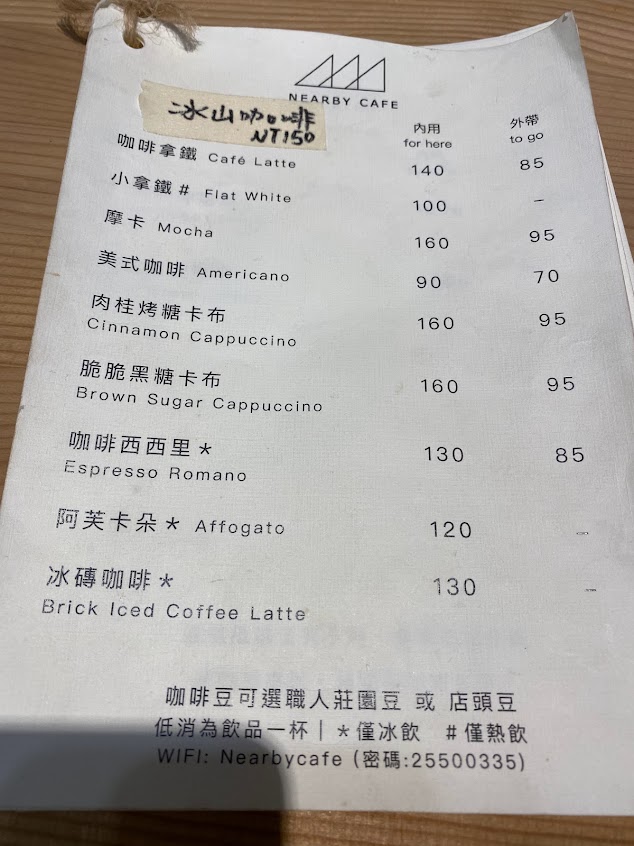 NEARBY CAFE
冰山咖啡
NT150
內用 外帶
for here to go
咖啡拿鐵 Café Latte 140 85
小拿鐵# Flat White 100 –
摩卡 Mocha 160 95
美式咖啡 Americano 90 70
肉桂烤糖卡布 160 95
Cinnamon Cappuccino
脆脆黑糖卡布 160 95
Brown Sugar Cappuccino
咖啡西西里* 130 85
Espresso Romano
阿芙卡朵* Affogato 120 –
冰磚咖啡* 130 –
Brick Iced Coffee Latte
咖啡豆可選職人莊園豆 或 店頭豆
低消為飲品一杯｜*僅冰飲 #僅熱飲
WIFI: Nearbycafe (密碼:25500335)